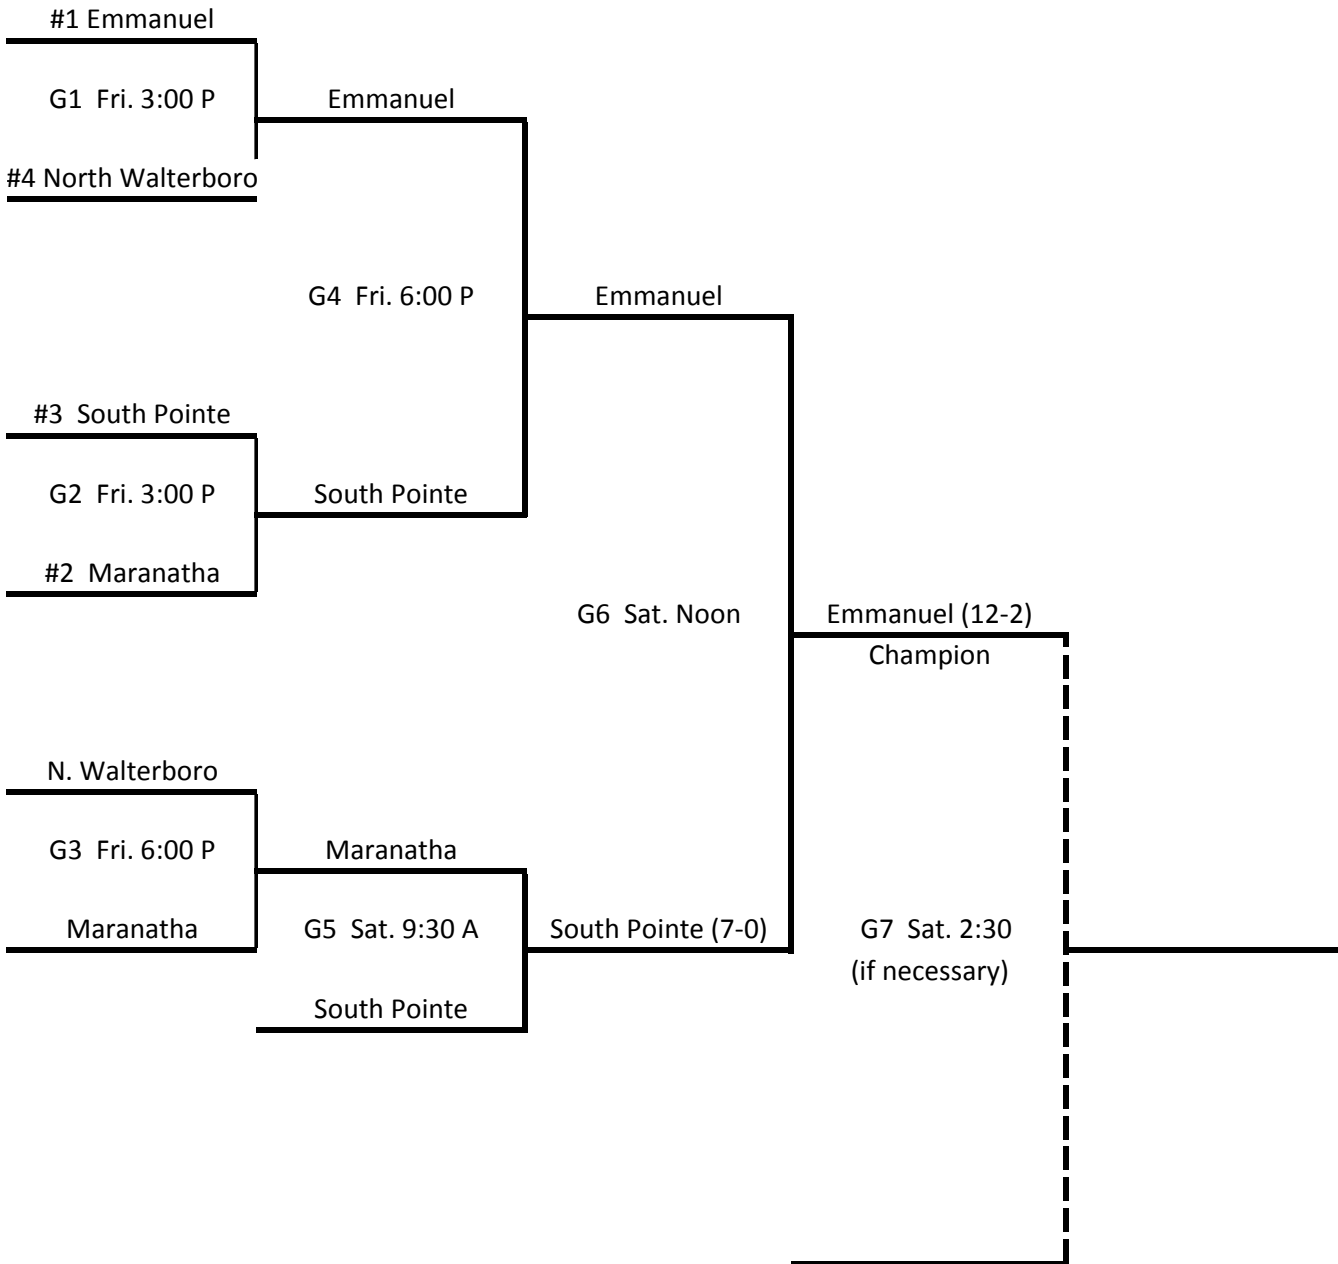 #1 Emmanuel
G1 Fri. 3:00 P
Emmanuel
#4 North Walterboro
G4 Fri. 6:00 P
Emmanuel
#3 South Pointe
G2 Fri. 3:00 P
South Pointe
#2 Maranatha
G6 Sat. Noon
Emmanuel (12-2)
Champion
N. Walterboro
G3 Fri. 6:00 P
Maranatha
Maranatha
G5 Sat. 9:30 A
South Pointe (7-0)
G7 Sat. 2:30
(if necessary)
South Pointe